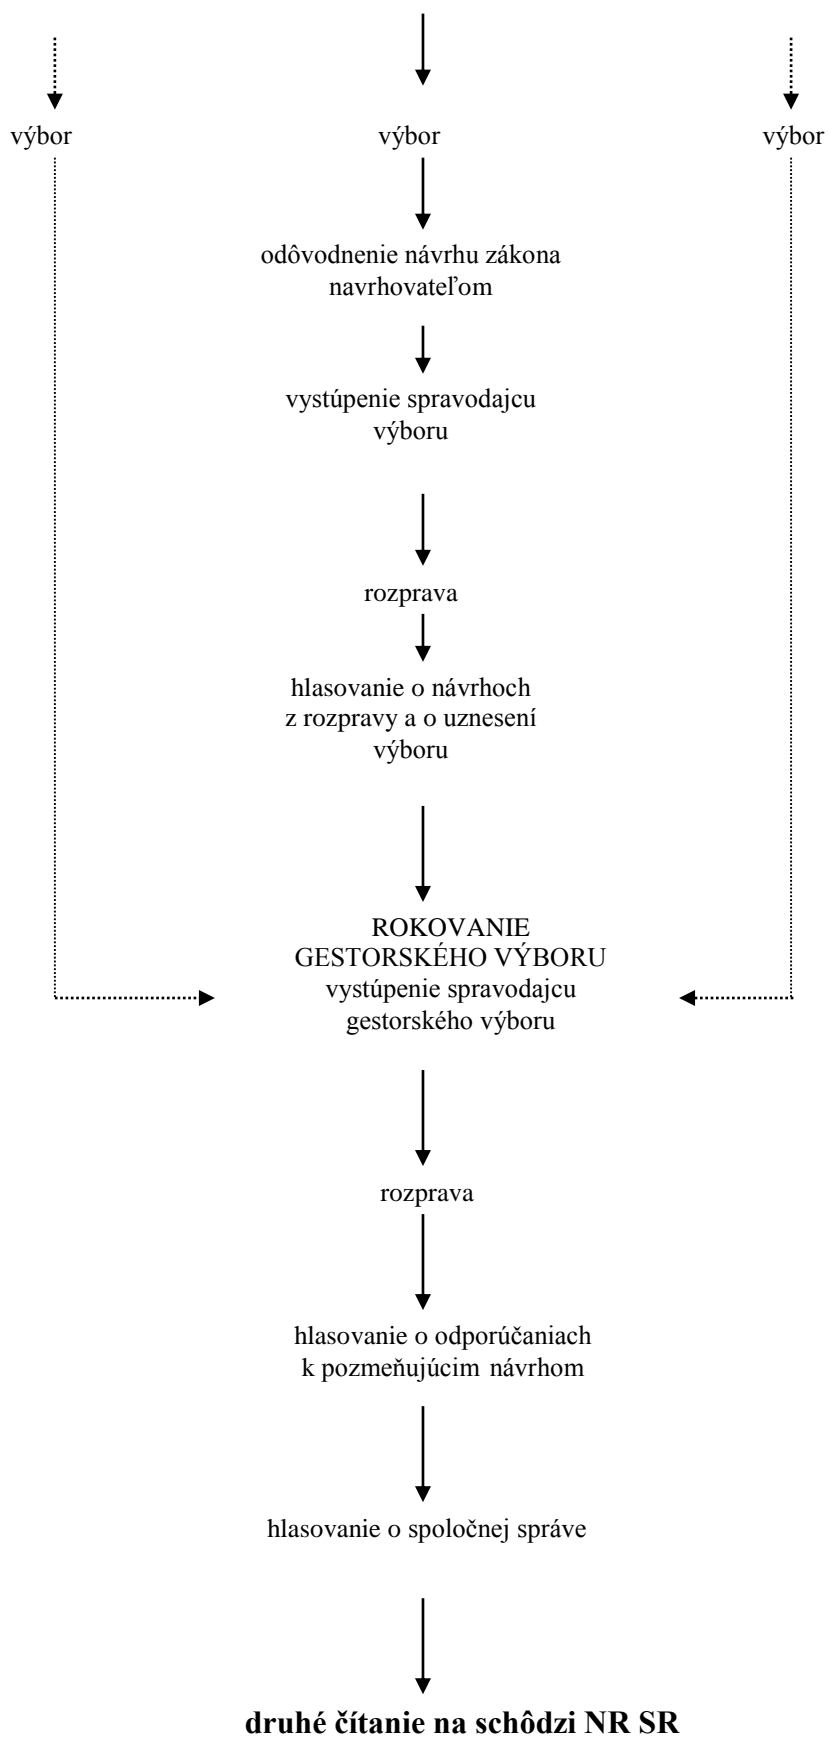 výbor výbor výbor
odôvodnenie návrhu zákona
navrhovateľom
vystúpenie spravodajcu
výboru
rozprava
hlasovanie o návrhoch
z rozpravy a o uznesení
výboru
ROKOVANIE
GESTORSKÉHO VÝBORU
vystúpenie spravodajcu
gestorského výboru
rozprava
hlasovanie o odporúčaniach
k pozmeňujúcim návrhom
hlasovanie o spoločnej správe
druhé čítanie na schôdzi NR SR